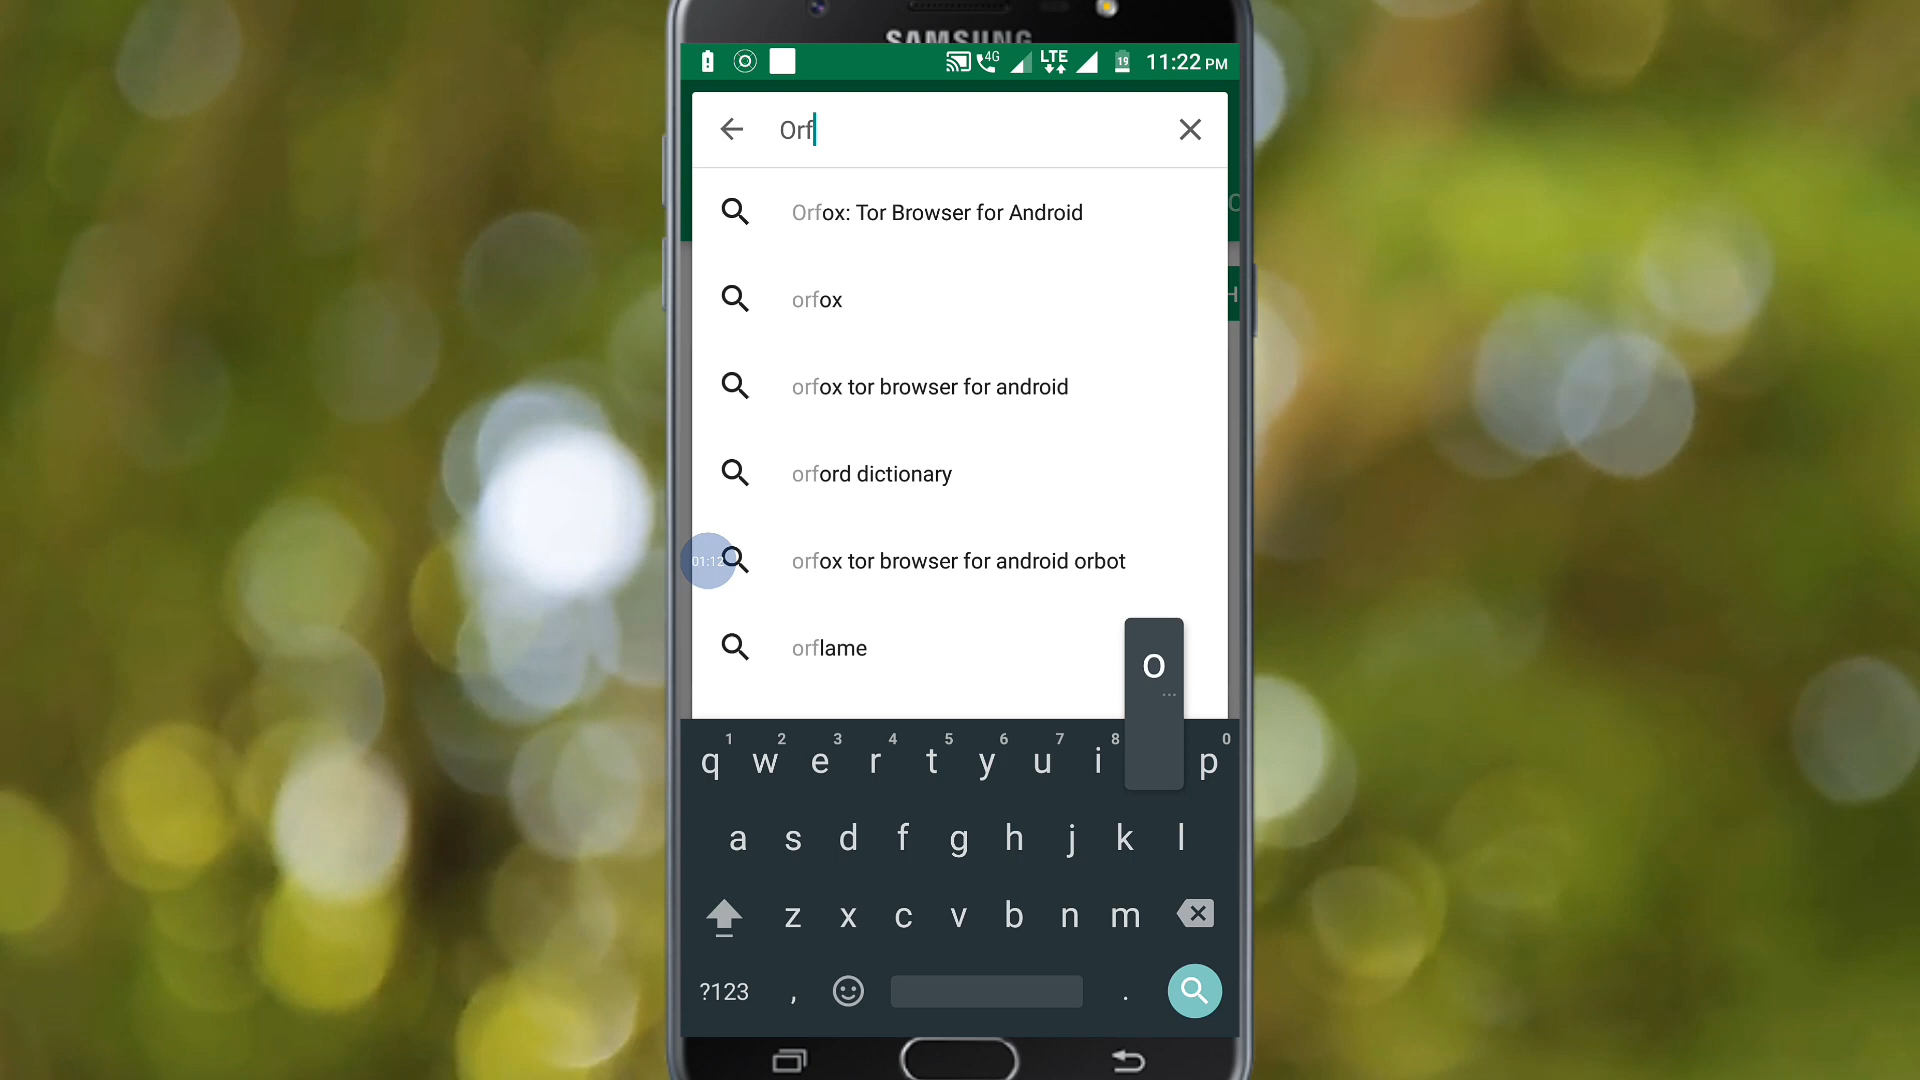 SAMSUNG
4G LTE 19 11:22 PM
Orf
Orfox: Tor Browser for Android
orfox
orfox tor browser for android
orford dictionary
01:12
orfox tor browser for android orbot
orflame
o
...
1 2 3 4 5 6 7 8 0
q w e r t y u i p
a s d f g h j k l
z x c v b n m
?123 , .